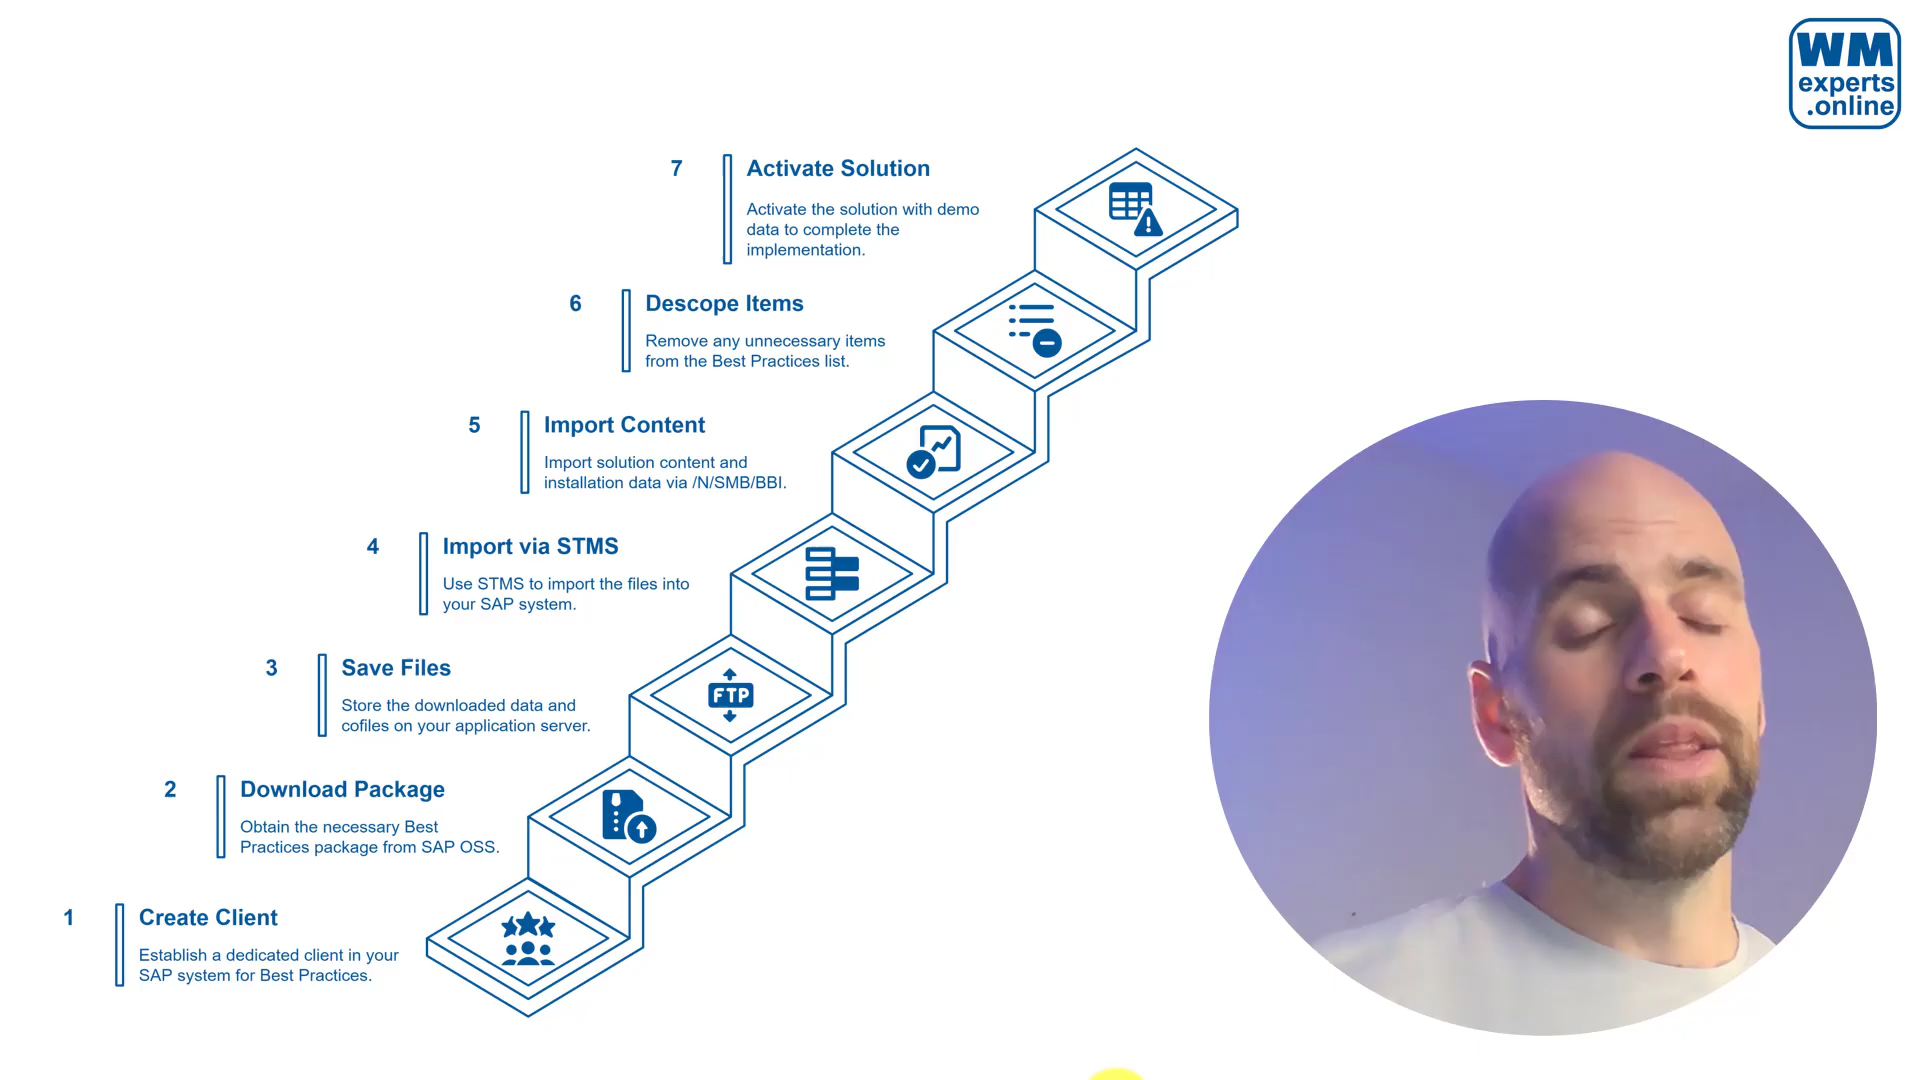 WM
experts
.online
7
Activate Solution
Activate the solution with demo
data to complete the
implementation.
6
Descope Items
Remove any unnecessary items
from the Best Practices list.
5
Import Content
Import solution content and
installation data via /N/SMB/BBI.
4
Import via STMS
Use STMS to import the files into
your SAP system.
3
Save Files
Store the downloaded data and
cofiles on your application server.
FTP
2
Download Package
Obtain the necessary Best
Practices package from SAP OSS.
1
Create Client
Establish a dedicated client in your
SAP system for Best Practices.